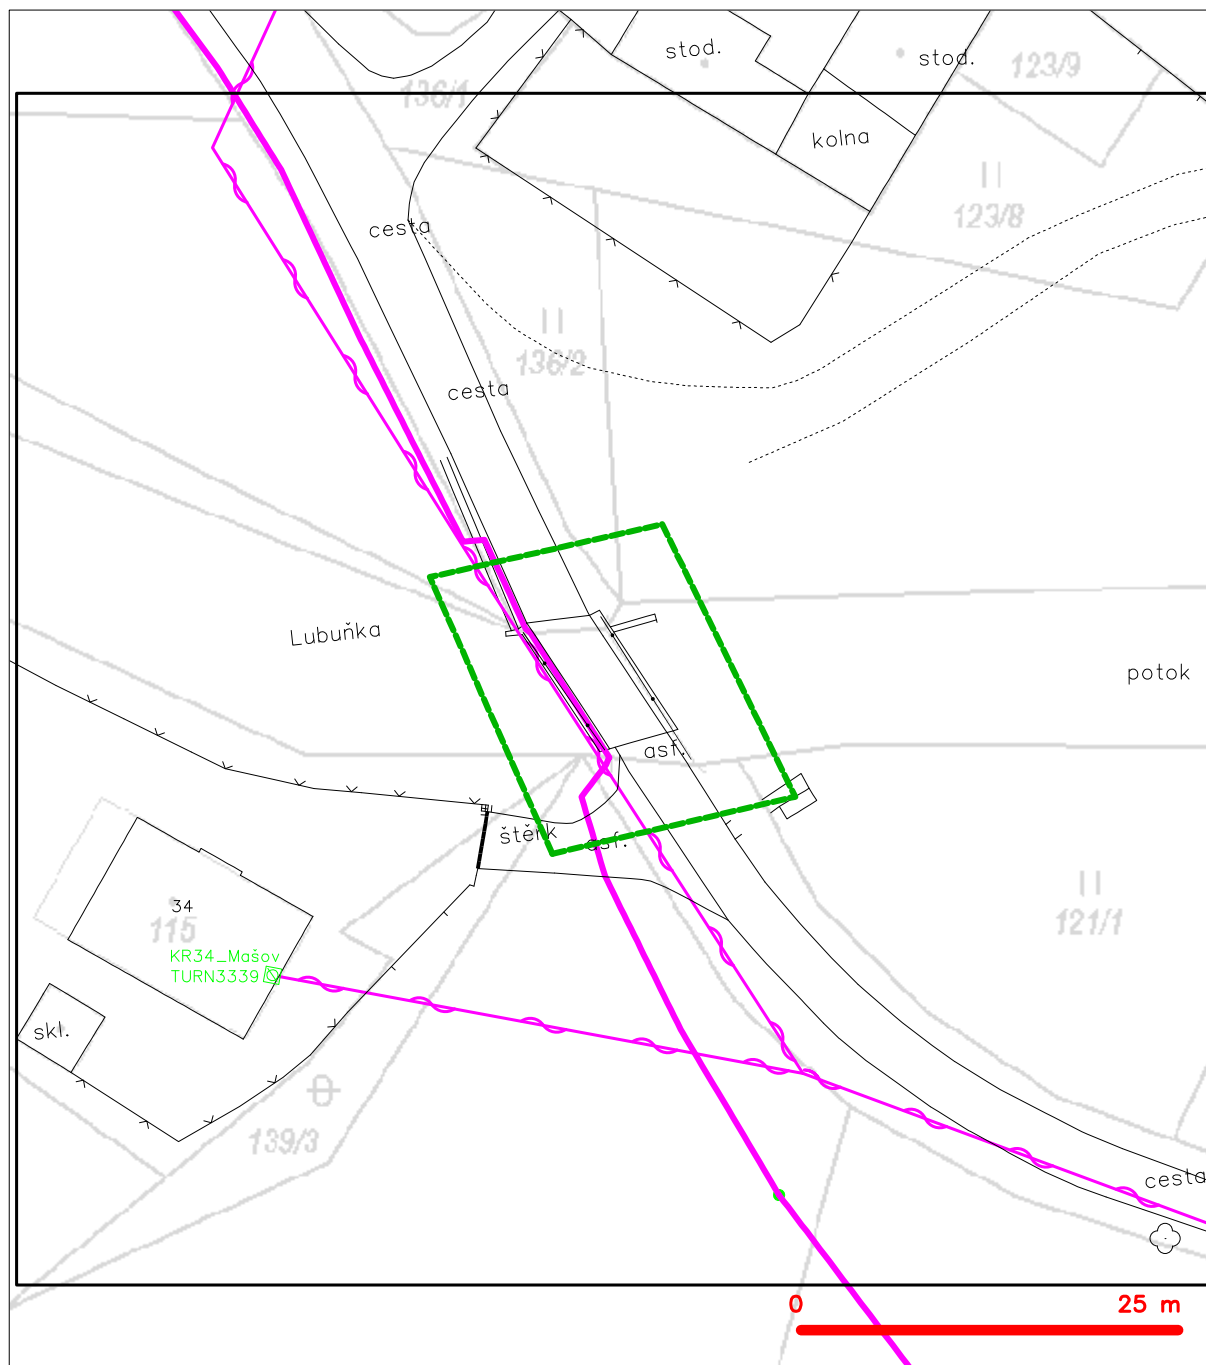 stod.
stod.
123/9
136/1
kolna
II
123/8
cesta
II
136/2
cesta
Lubuňka
potok
asf.
štěrk
asf.
34
115
II
121/1
KR34_Mašov
TURN3339
skl.
139/3
cesta
0
25 m